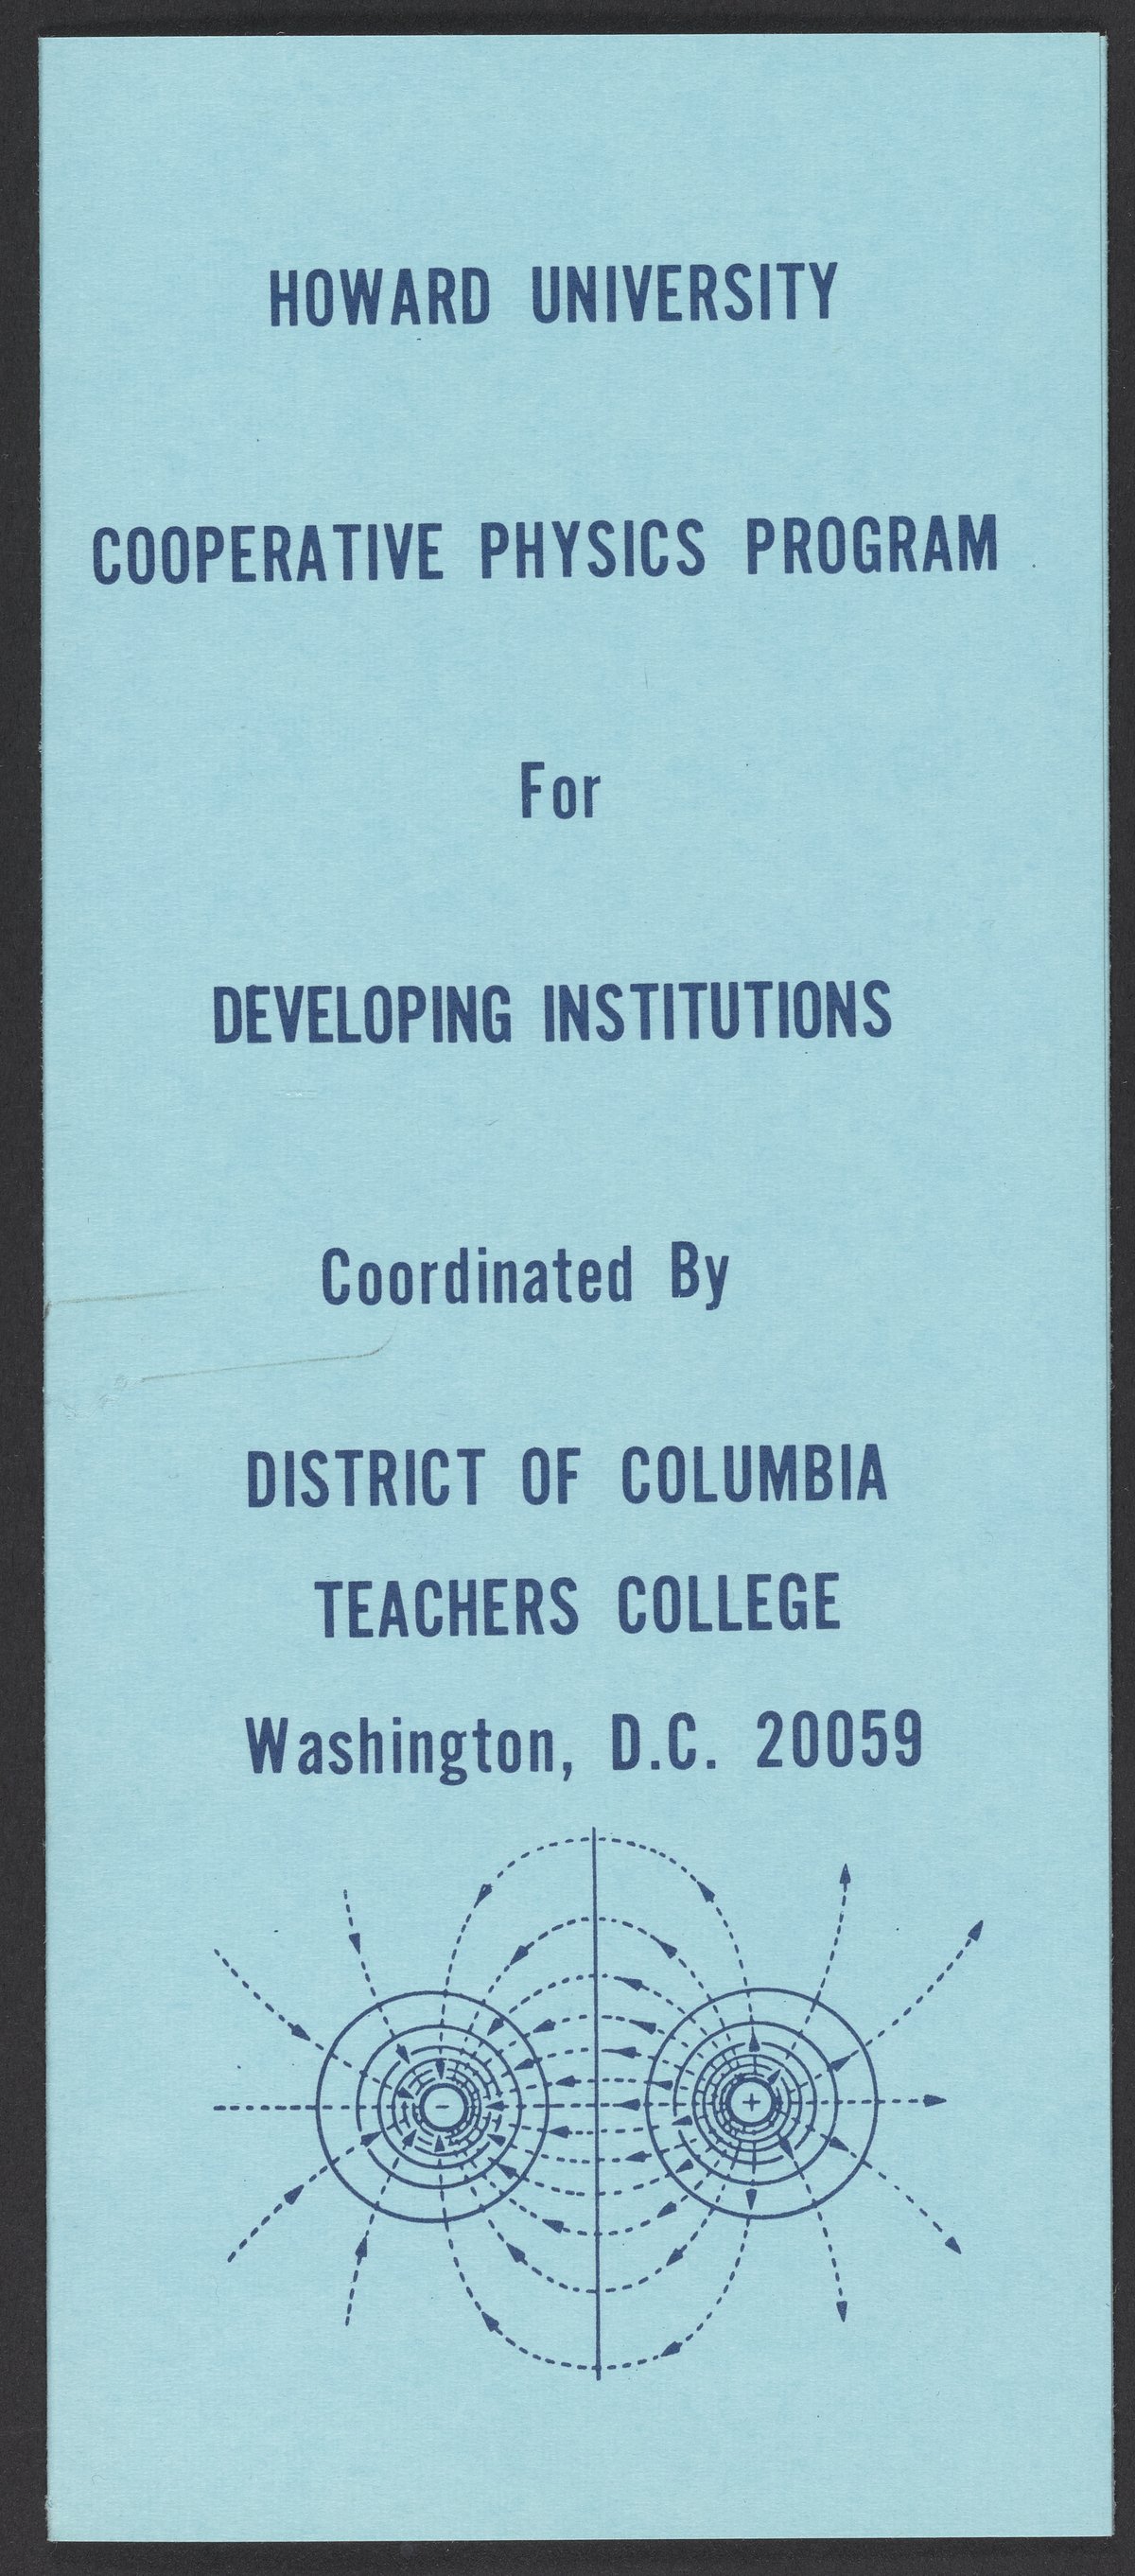 HOWARD UNIVERSITY
COOPERATIVE PHYSICS PROGRAM
For
DEVELOPING INSTITUTIONS
Coordinated By
DISTRICT OF COLUMBIA
TEACHERS COLLEGE
Washington, D.C. 20059
- +